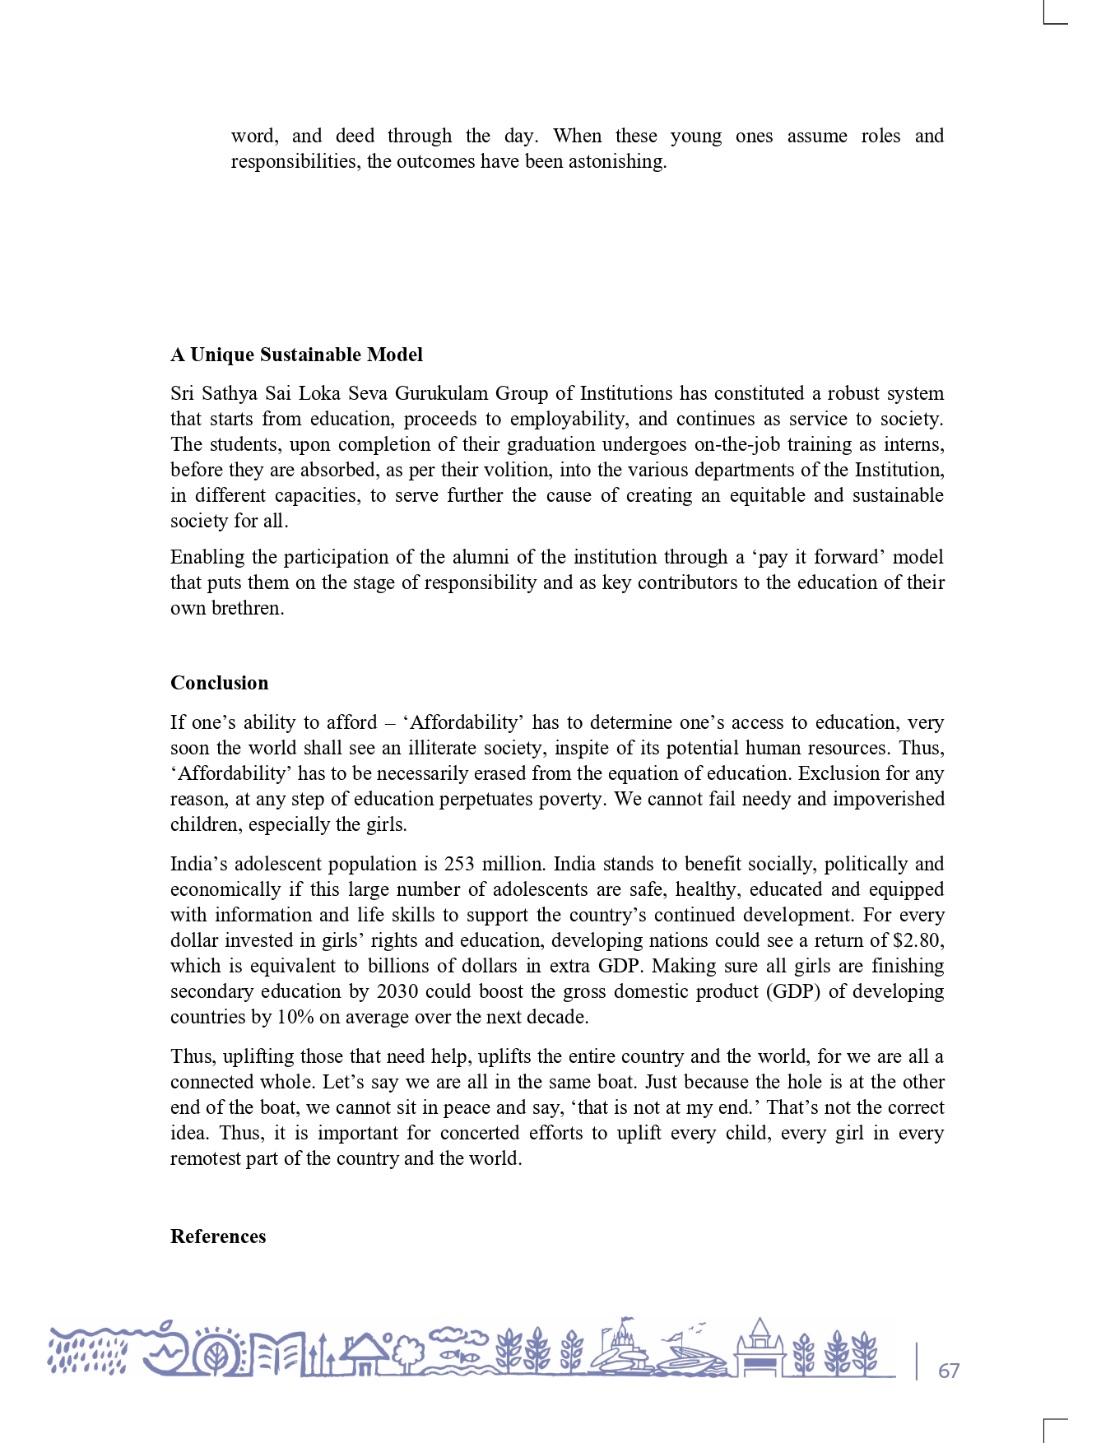 word, and deed through the day. When these young ones assume roles and
responsibilities, the outcomes have been astonishing.
A Unique Sustainable Model
Sri Sathya Sai Loka Seva Gurukulam Group of Institutions has constituted a robust system
that starts from education, proceeds to employability, and continues as service to society.
The students, upon completion of their graduation undergoes on-the-job training as interns,
before they are absorbed, as per their volition, into the various departments of the Institution,
in different capacities, to serve further the cause of creating an equitable and sustainable
society for all.
Enabling the participation of the alumni of the institution through a ‘pay it forward’ model
that puts them on the stage of responsibility and as key contributors to the education of their
own brethren.
Conclusion
If one’s ability to afford – ‘Affordability’ has to determine one’s access to education, very
soon the world shall see an illiterate society, inspite of its potential human resources. Thus,
‘Affordability’ has to be necessarily erased from the equation of education. Exclusion for any
reason, at any step of education perpetuates poverty. We cannot fail needy and impoverished
children, especially the girls.
India’s adolescent population is 253 million. India stands to benefit socially, politically and
economically if this large number of adolescents are safe, healthy, educated and equipped
with information and life skills to support the country’s continued development. For every
dollar invested in girls’ rights and education, developing nations could see a return of $2.80,
which is equivalent to billions of dollars in extra GDP. Making sure all girls are finishing
secondary education by 2030 could boost the gross domestic product (GDP) of developing
countries by 10% on average over the next decade.
Thus, uplifting those that need help, uplifts the entire country and the world, for we are all a
connected whole. Let’s say we are all in the same boat. Just because the hole is at the other
end of the boat, we cannot sit in peace and say, ‘that is not at my end.’ That’s not the correct
idea. Thus, it is important for concerted efforts to uplift every child, every girl in every
remotest part of the country and the world.
References
67